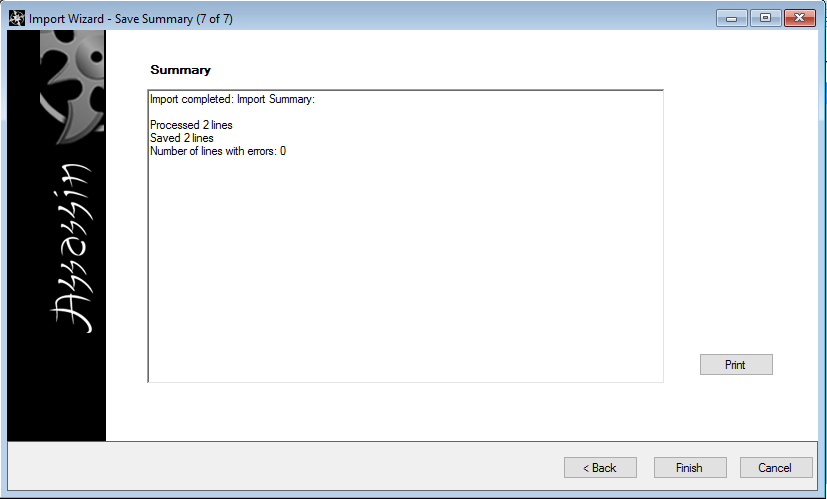 Import Wizard - Save Summary (7 of 7)
Summary
Import completed: Import Summary:
Processed 2 lines
Saved 2 lines
Number of lines with errors: 0
Assassin
Print
< Back
Finish
Cancel